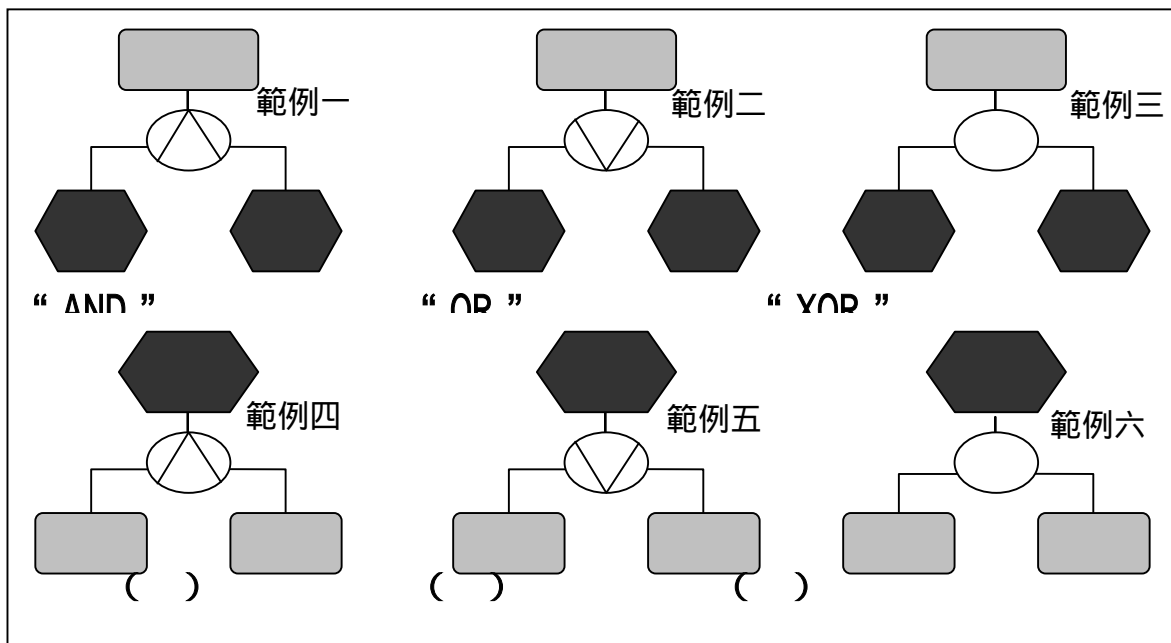 範例一
範例二
範例三
“ AND ”
“ OR ”
“ XOR ”
範例四
範例五
範例六
(  )
(  )
(  )